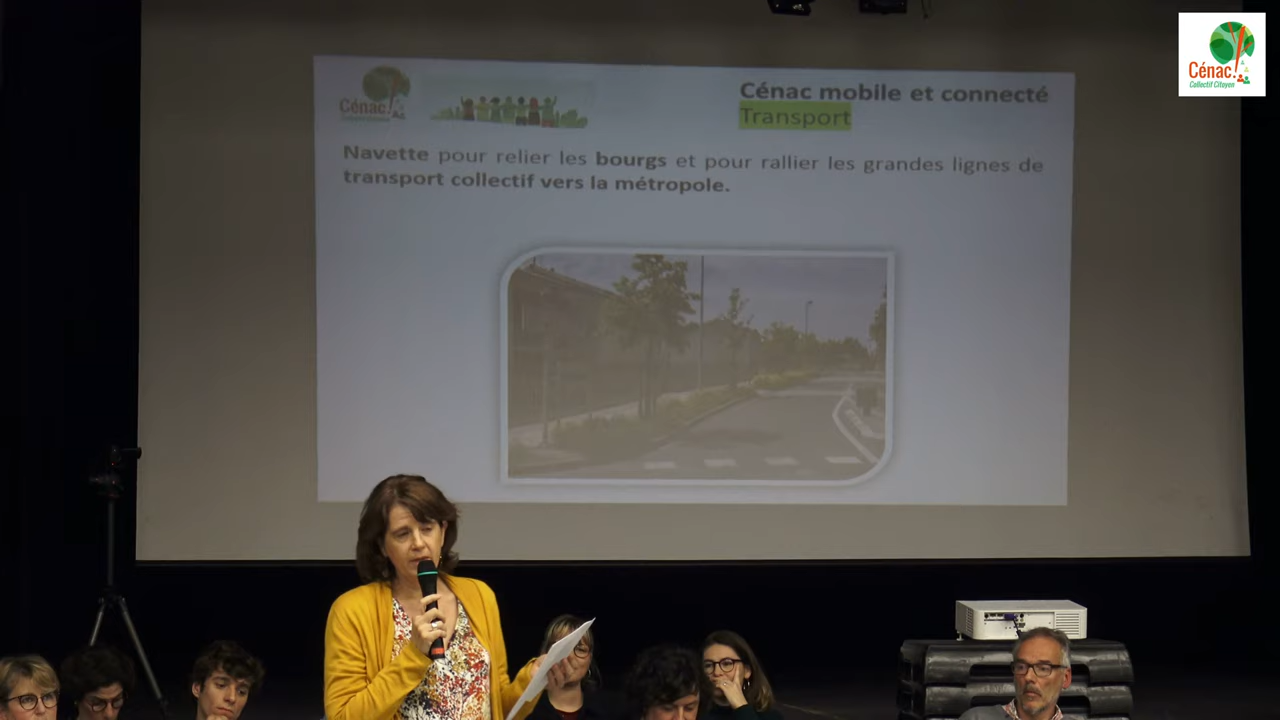 Cénac!
Collectif Citoyen
Cénac!
Cénac mobile et connecté
Transport
Navette pour relier les bourgs et pour rallier les grandes lignes de
transport collectif vers la métropole.